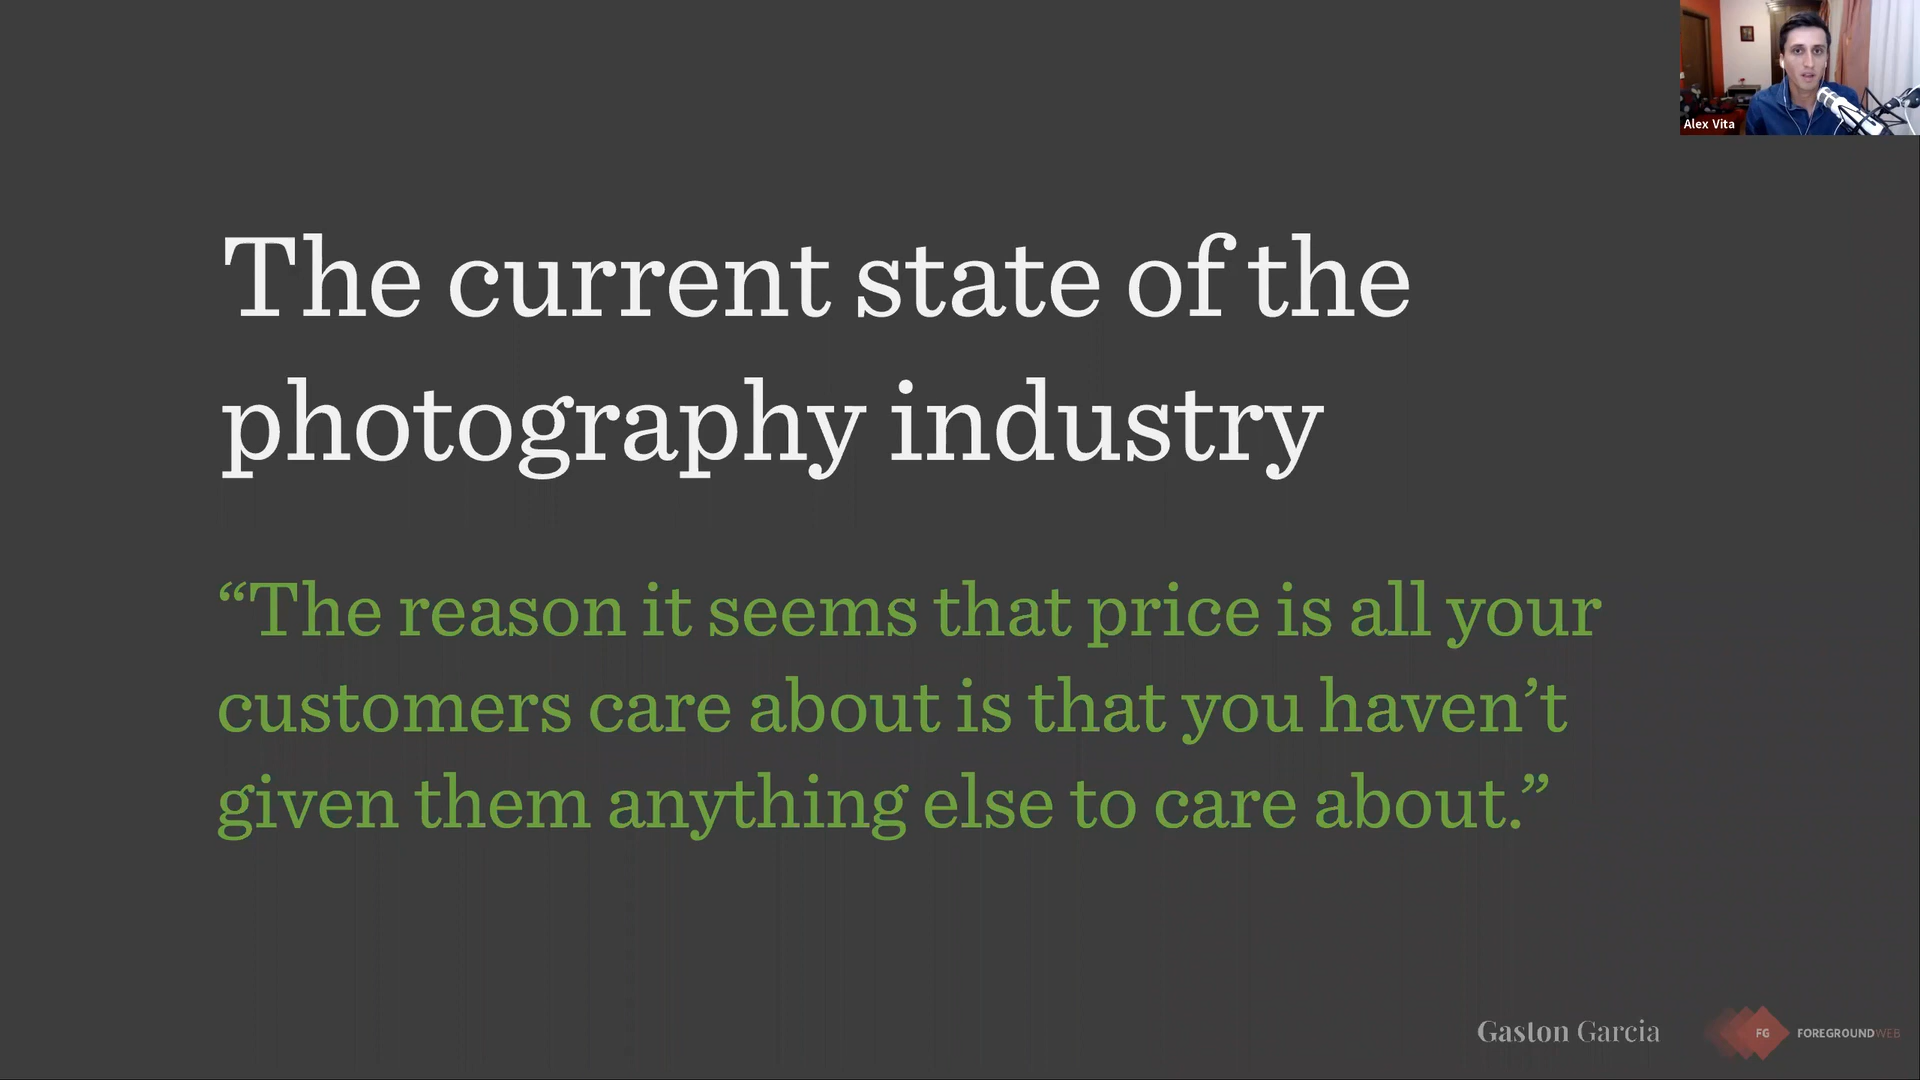 Alex Vita
The current state of the
photography industry
“The reason it seems that price is all your
customers care about is that you haven’t
given them anything else to care about.”
Gaston Garcia
FG
FOREGROUNDWEB